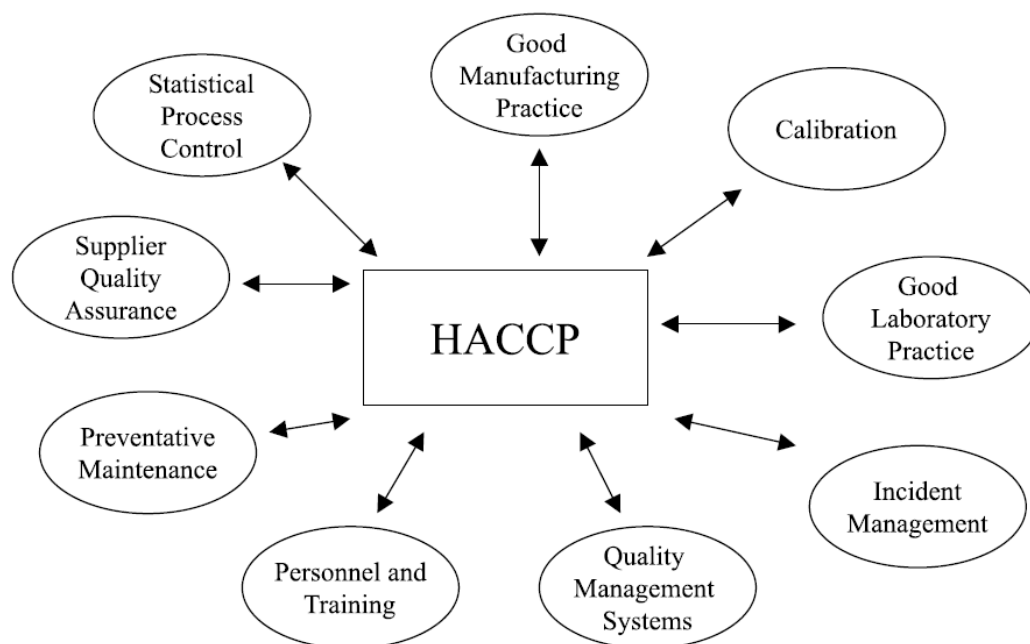 Good
Manufacturing
Practice
Statistical
Process
Control
Calibration
Supplier
Quality
Assurance
HACCP
Good
Laboratory
Practice
Preventative
Maintenance
Incident
Management
Personnel and
Training
Quality
Management
Systems